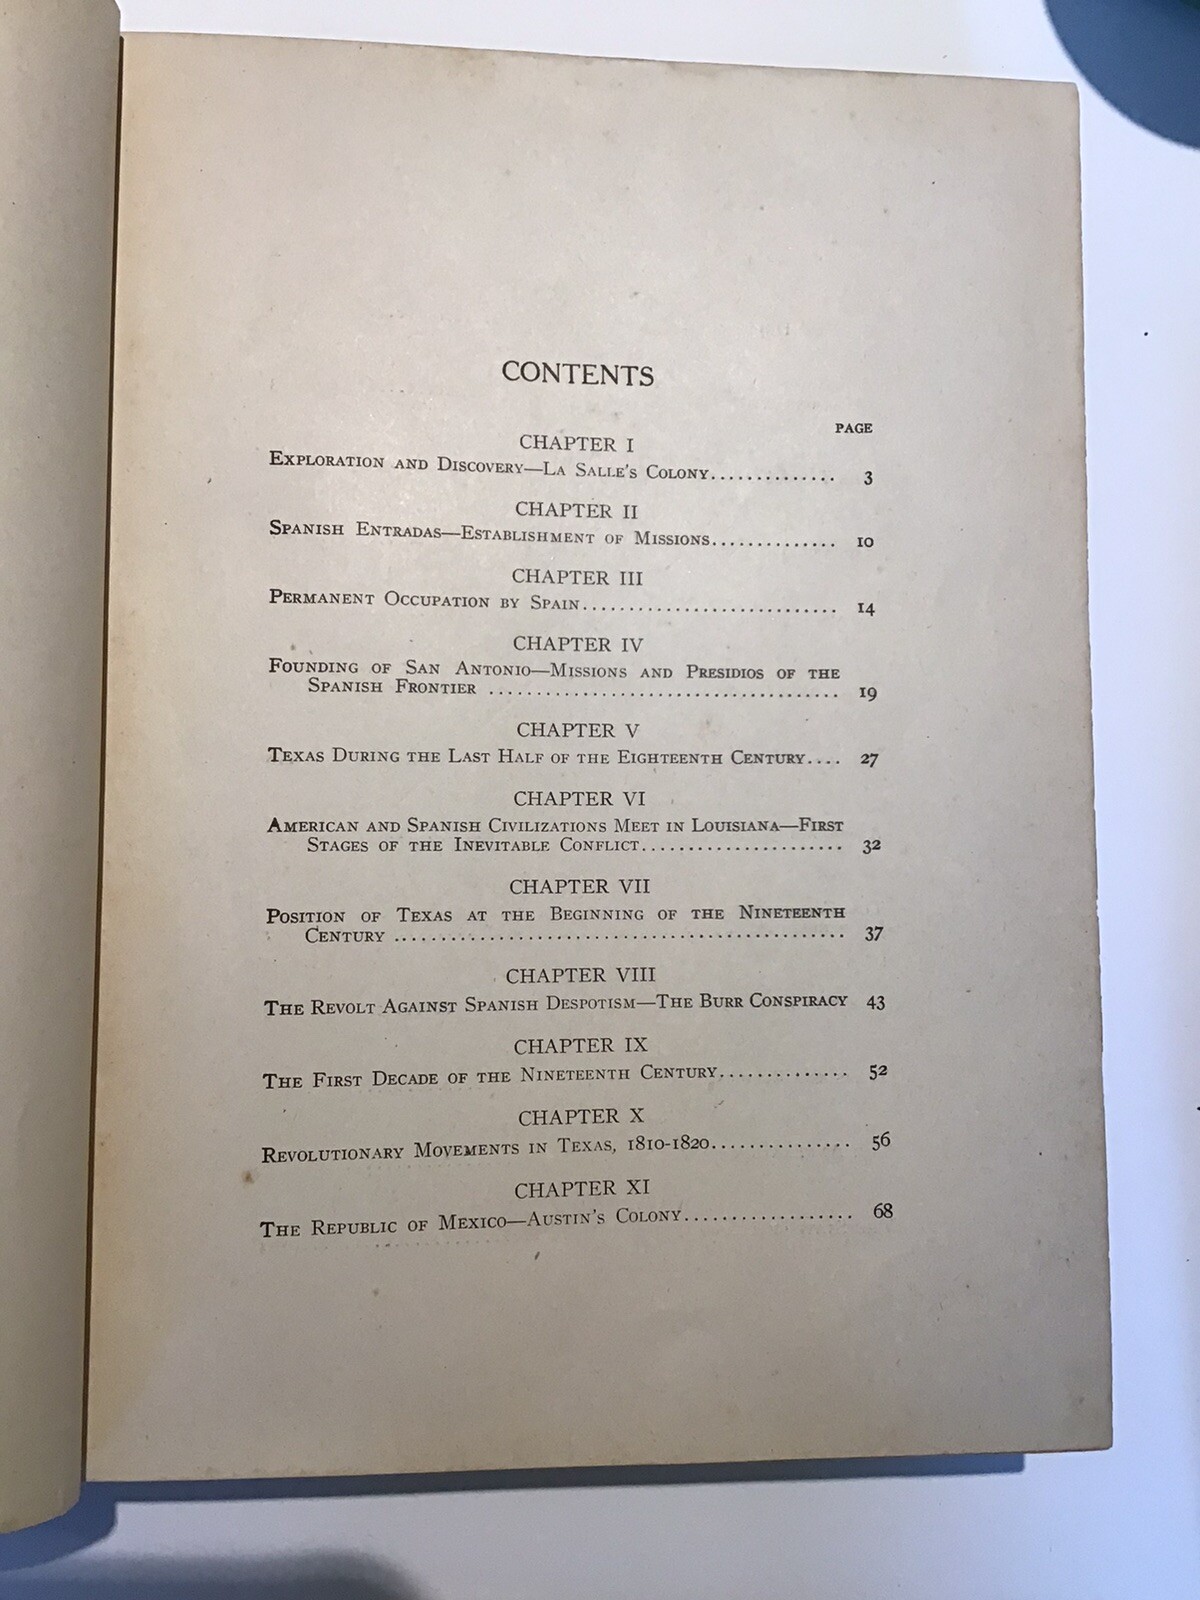 CONTENTS
PAGE
CHAPTER I
Exploration and Discovery—La Salle's Colony.............. 3
CHAPTER II
Spanish Entradas—Establishment of Missions.............. 10
CHAPTER III
Permanent Occupation by Spain............................ 14
CHAPTER IV
Founding of San Antonio—Missions and Presidios of the
Spanish Frontier ...................................... 19
CHAPTER V
Texas During the Last Half of the Eighteenth Century.... 27
CHAPTER VI
American and Spanish Civilizations Meet in Louisiana—First
Stages of the Inevitable Conflict...................... 32
CHAPTER VII
Position of Texas at the Beginning of the Nineteenth
Century ................................................. 37
CHAPTER VIII
The Revolt Against Spanish Despotism—The Burr Conspiracy 43
CHAPTER IX
The First Decade of the Nineteenth Century.............. 52
CHAPTER X
Revolutionary Movements in Texas, 1810-1820............... 56
CHAPTER XI
The Republic of Mexico—Austin's Colony.................. 68